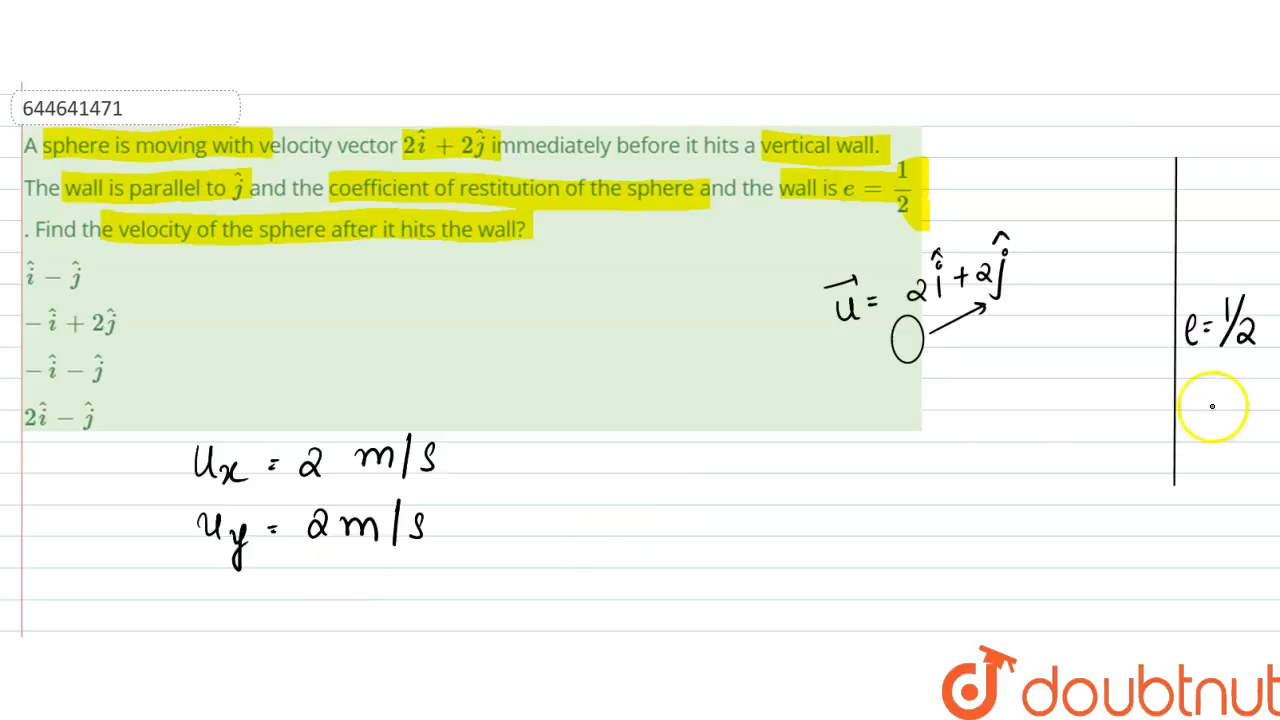 644641471
A sphere is moving with velocity vector 2î + 2ĵ immediately before it hits a vertical wall.
The wall is parallel to ĵ and the coefficient of restitution of the sphere and the wall is e = 1/2
. Find the velocity of the sphere after it hits the wall?
î − ĵ
− î + 2ĵ
− î − ĵ
2î − ĵ
u⃗ = 2î + 2ĵ
e = 1/2
Ux = 2 m/s
Uy = 2 m/s
doubtnut